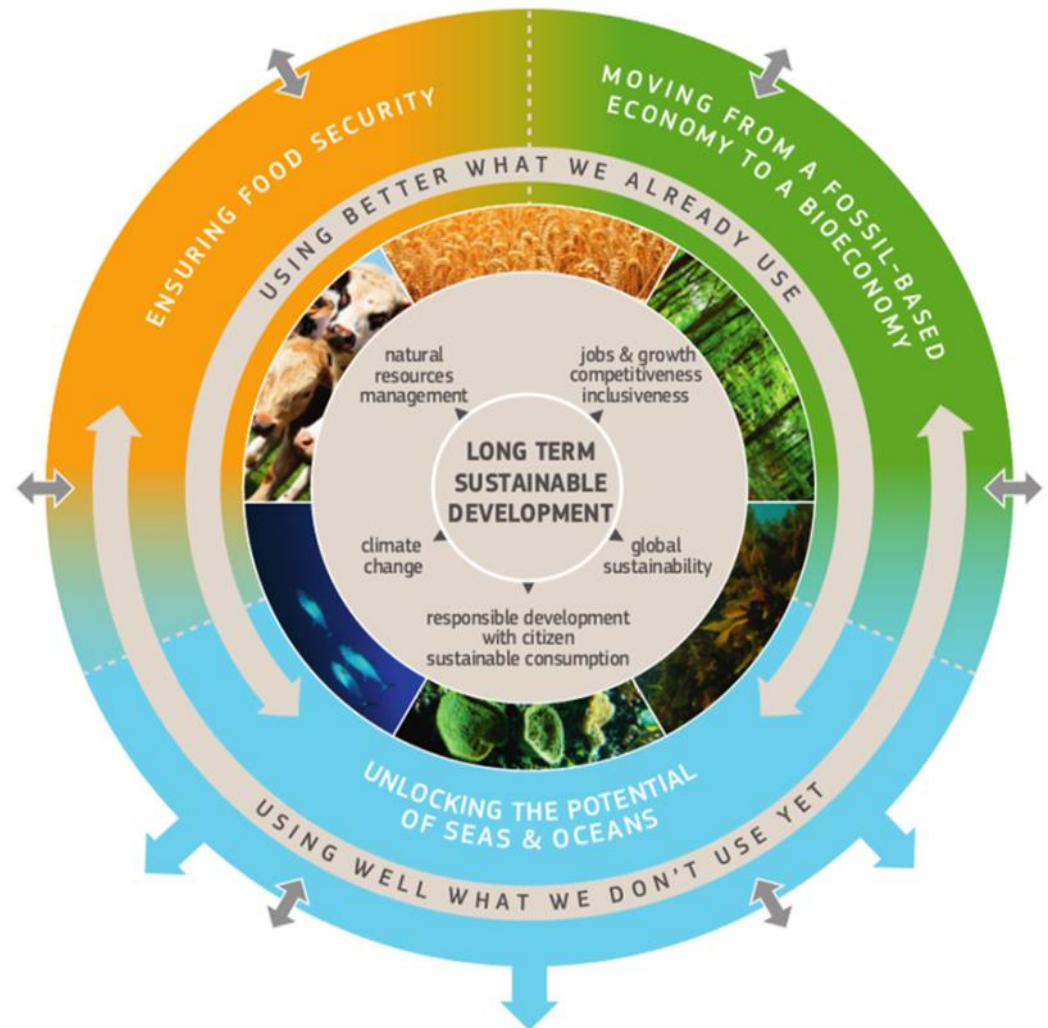 ENSURING FOOD SECURITY
MOVING FROM A FOSSIL-BASED
ECONOMY TO A BIOECONOMY
USING BETTER WHAT WE ALREADY USE
natural
resources
management
jobs & growth
competitiveness
inclusiveness
LONG TERM
SUSTAINABLE
DEVELOPMENT
climate
change
global
sustainability
responsible development
with citizen
sustainable consumption
UNLOCKING THE POTENTIAL
OF SEAS & OCEANS
USING WELL WHAT WE DON'T USE YET